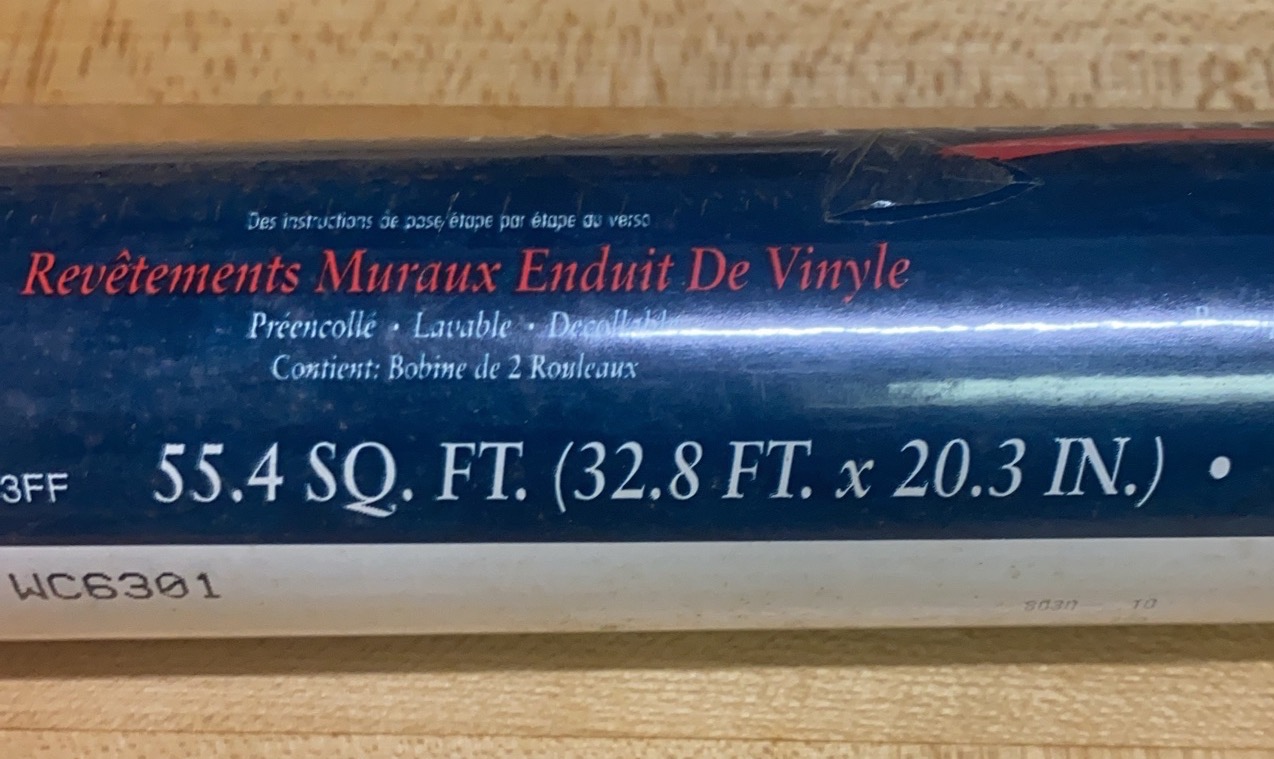 Des instructions de pose/étape par étape au verso
Revêtements Muraux Enduit De Vinyle
Préencollé • Lavable • Decollable
Contient: Bobine de 2 Rouleaux
3FF 55.4 SQ. FT. (32.8 FT. x 20.3 IN.) •
WC6301